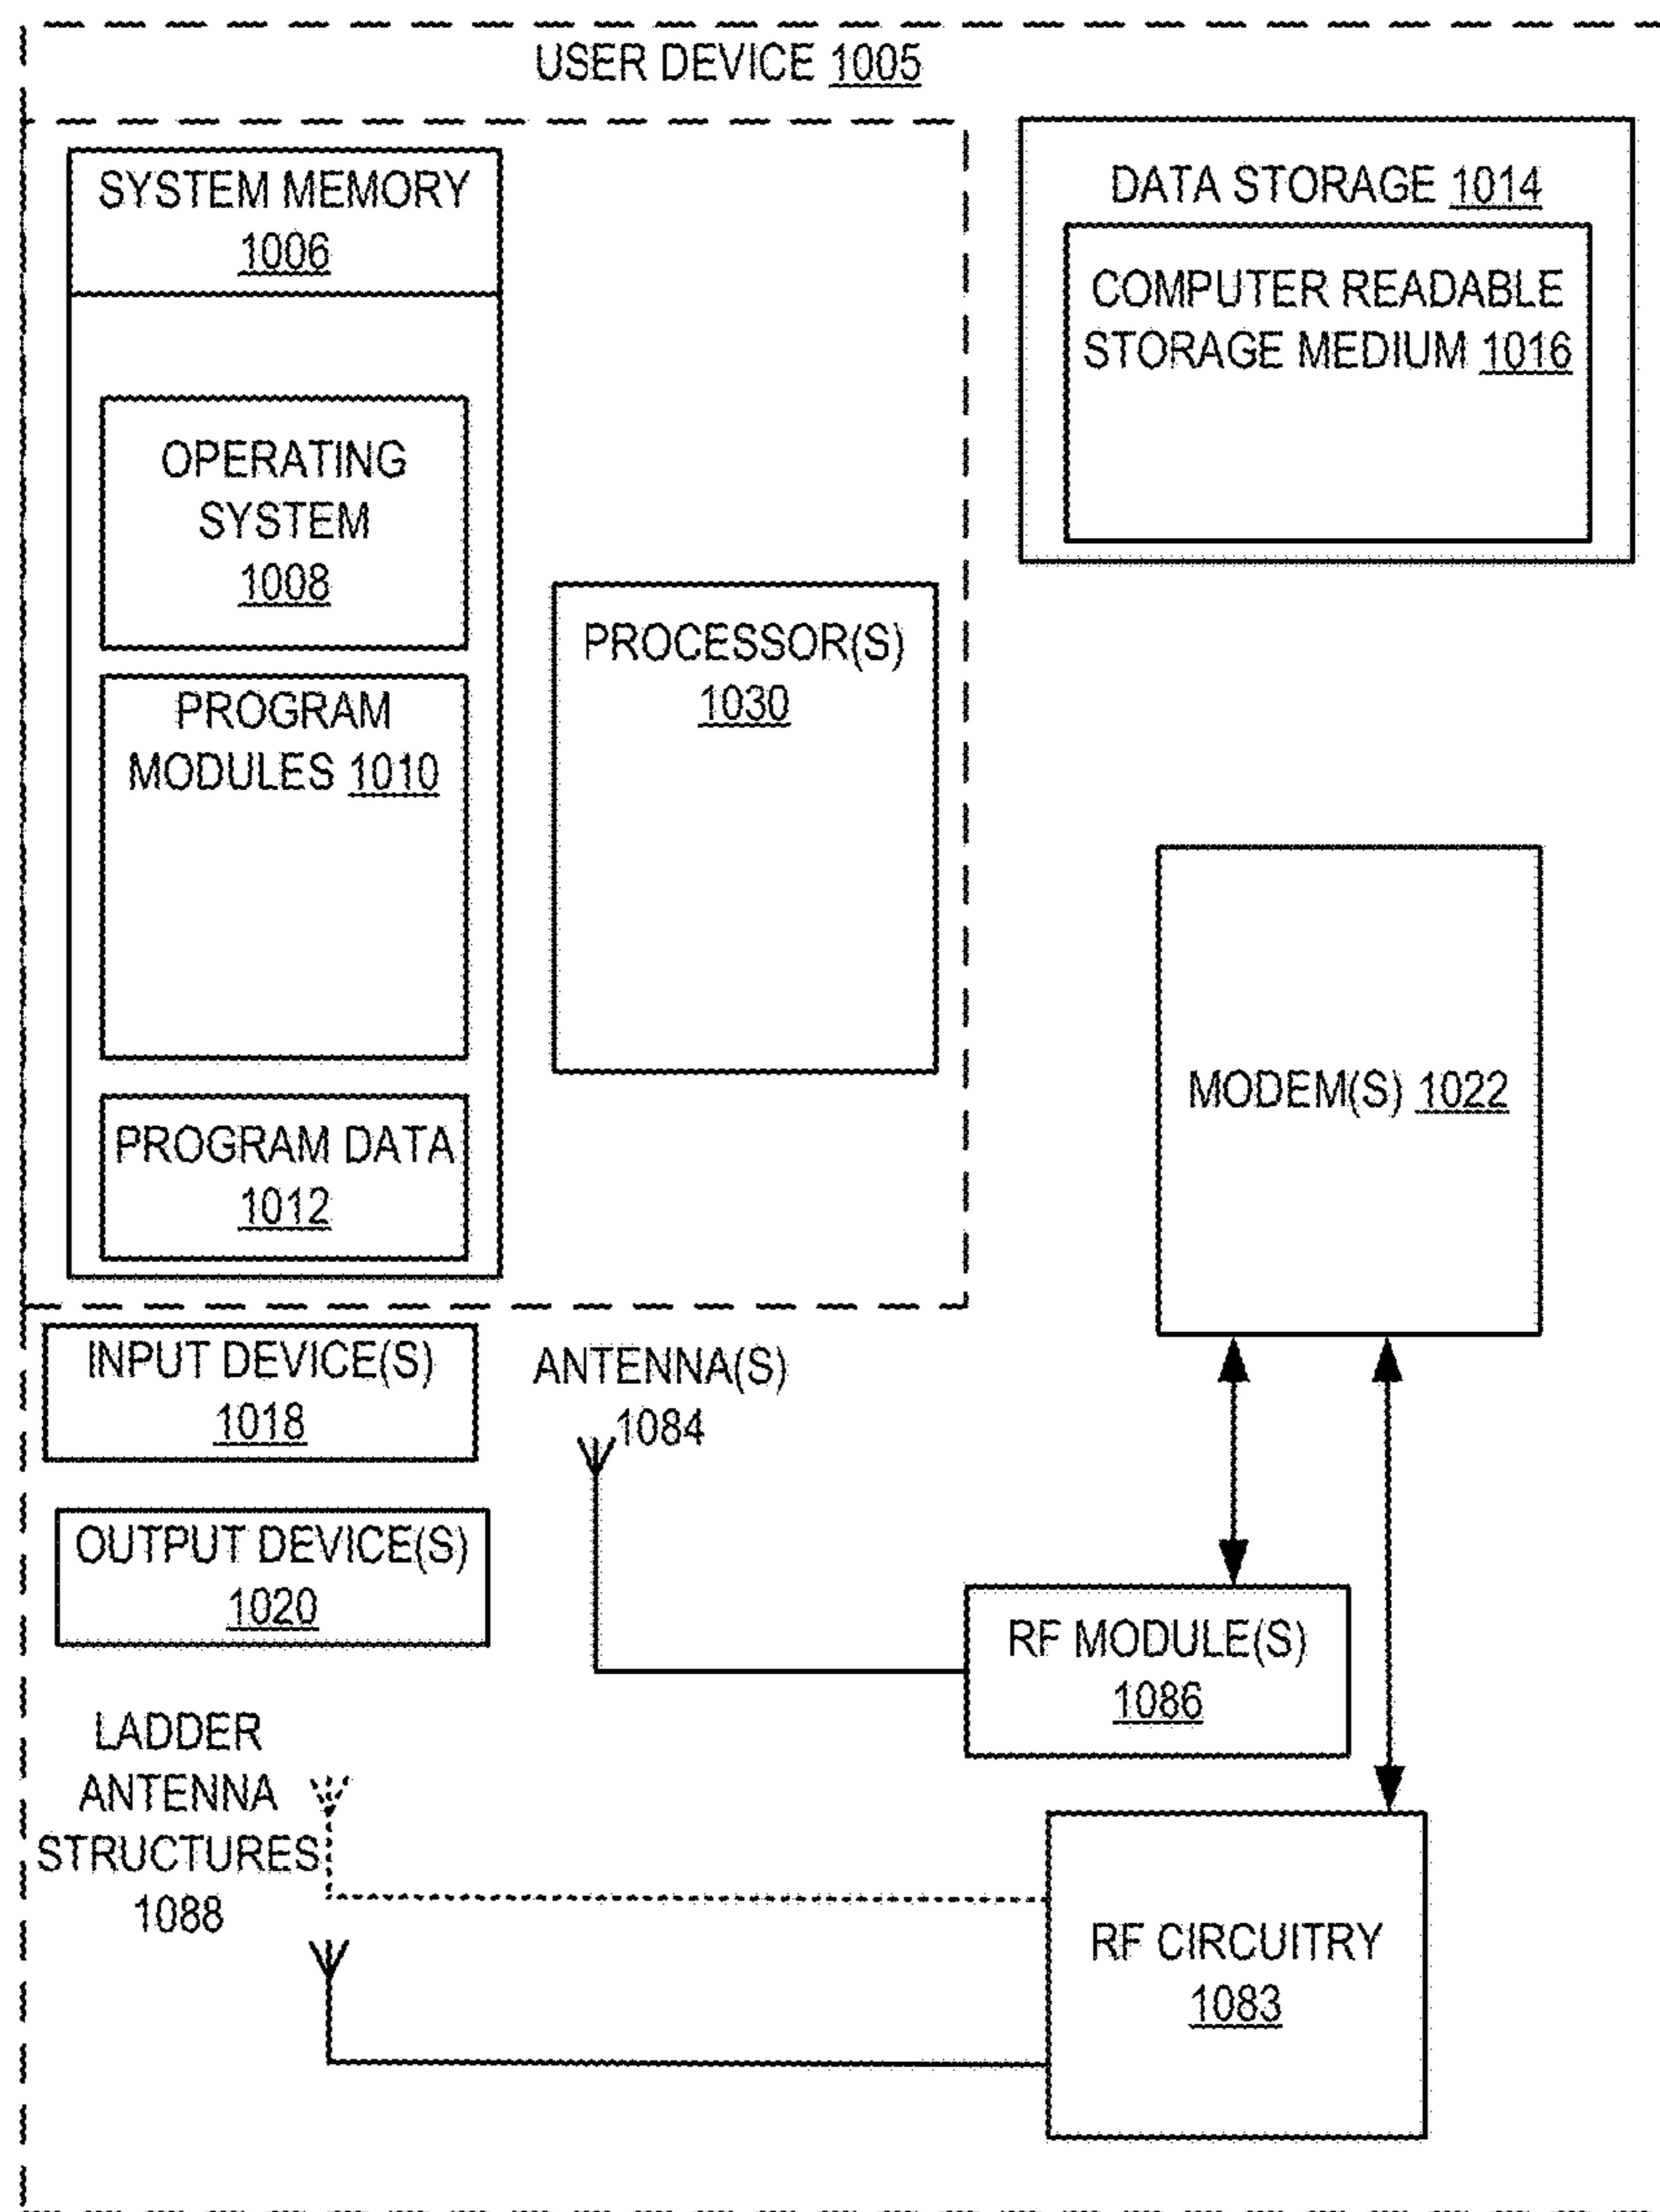 USER DEVICE 1005
SYSTEM MEMORY
1006
OPERATING
SYSTEM
1008
PROGRAM
MODULES 1010
PROGRAM DATA
1012
PROCESSOR(S)
1030
DATA STORAGE 1014
COMPUTER READABLE
STORAGE MEDIUM 1016
MODEM(S) 1022
INPUT DEVICE(S)
1018
ANTENNA(S)
1084
OUTPUT DEVICE(S)
1020
RF MODULE(S)
1086
LADDER
ANTENNA
STRUCTURES
1088
RF CIRCUITRY
1083